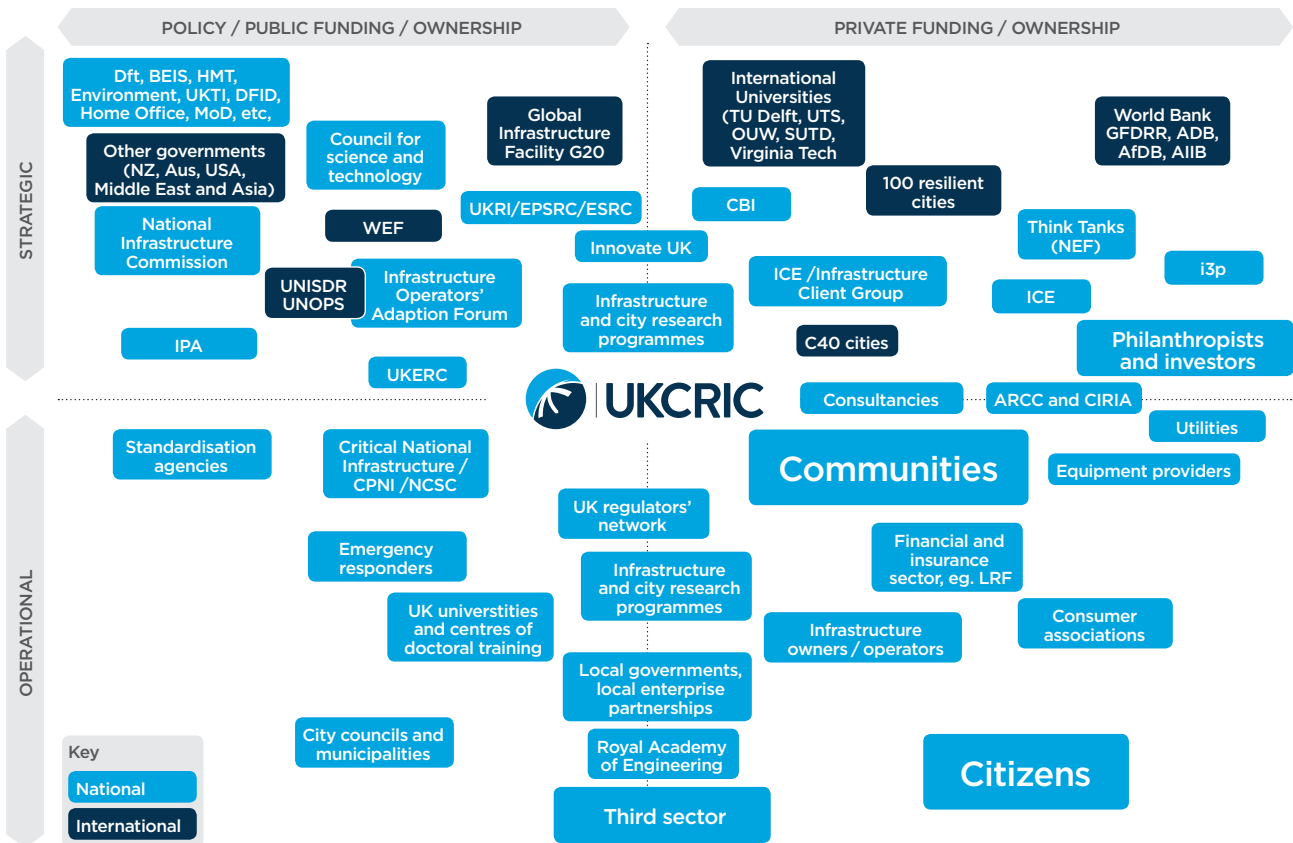 POLICY / PUBLIC FUNDING / OWNERSHIP
PRIVATE FUNDING / OWNERSHIP
STRATEGIC
Dft, BEIS, HMT,
Environment, UKTI, DFID,
Home Office, MoD, etc,
Other governments
(NZ, Aus, USA,
Middle East and Asia)
Council for
science and
technology
Global
Infrastructure
Facility G20
International
Universities
(TU Delft, UTS,
OUW, SUTD,
Virginia Tech
World Bank
GFDRR, ADB,
AfDB, AIIB
100 resilient
cities
UKRI/EPSRC/ESRC
CBI
National
Infrastructure
Commission
WEF
Innovate UK
Think Tanks
(NEF)
i3p
UNISDR
UNOPS
Infrastructure
Operators’
Adaption Forum
Infrastructure
and city research
programmes
ICE /Infrastructure
Client Group
ICE
IPA
C40 cities
Philanthropists
and investors
UKERC
UKCRIC
Consultancies
ARCC and CIRIA
Utilities
OPERATIONAL
Standardisation
agencies
Critical National
Infrastructure /
CPNI /NCSC
Communities
Equipment providers
UK regulators’
network
Emergency
responders
Financial and
insurance
sector, eg. LRF
Infrastructure
and city research
programmes
UK universtities
and centres of
doctoral training
Infrastructure
owners / operators
Consumer
associations
Local governments,
local enterprise
partnerships
City councils and
municipalities
Royal Academy
of Engineering
Citizens
Third sector
Key
National
International